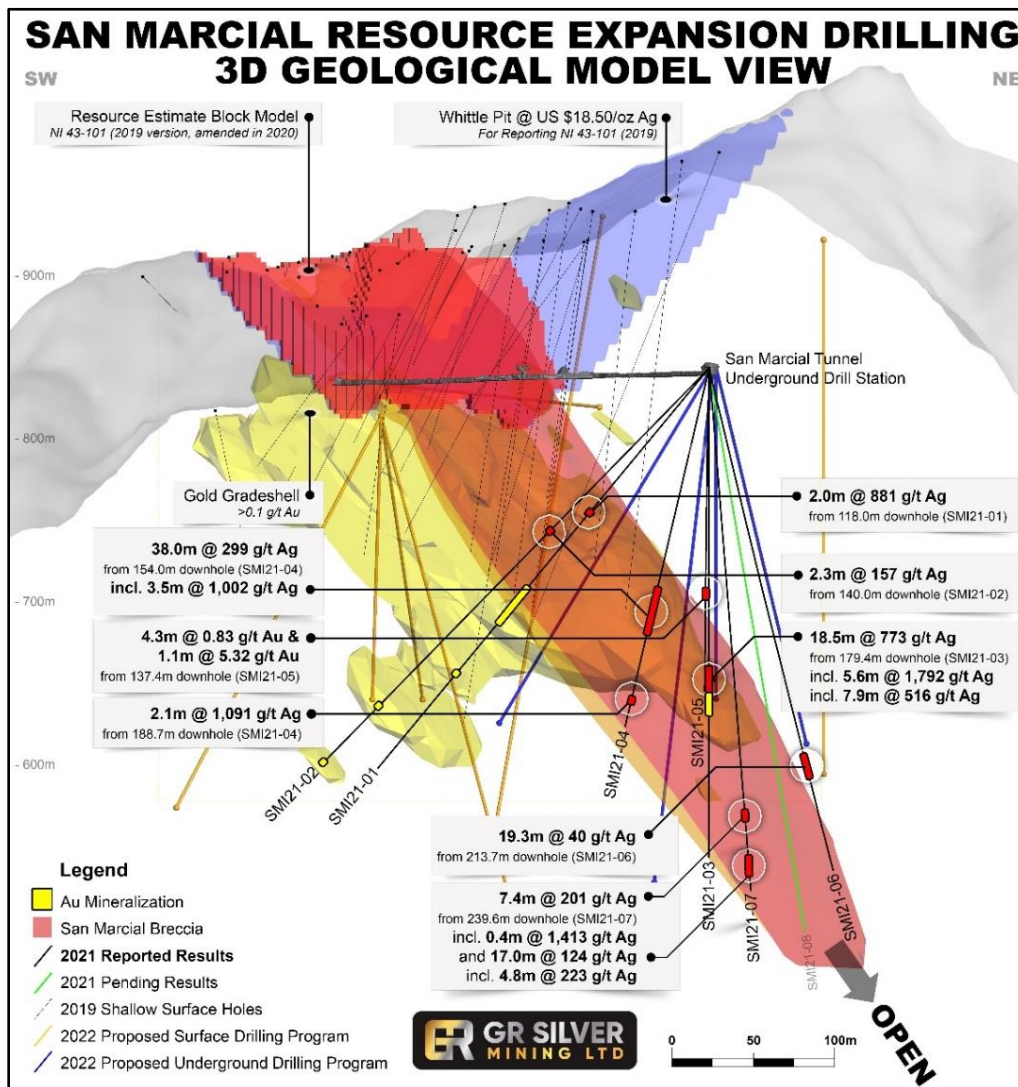 SAN MARCIAL RESOURCE EXPANSION DRILLING
3D GEOLOGICAL MODEL VIEW
SW
NE
Resource Estimate Block Model
NI 43-101 (2019 version, amended in 2020)
Whittle Pit @ US $18.50/oz Ag
For Reporting NI 43-101 (2019)
- 900m
San Marcial Tunnel
Underground Drill Station
- 800m
Gold Gradeshell
>0.1 g/t Au
2.0m @ 881 g/t Ag
from 118.0m downhole (SMI21-01)
38.0m @ 299 g/t Ag
from 154.0m downhole (SMI21-04)
incl. 3.5m @ 1,002 g/t Ag
2.3m @ 157 g/t Ag
from 140.0m downhole (SMI21-02)
- 700m
4.3m @ 0.83 g/t Au &
1.1m @ 5.32 g/t Au
from 137.4m downhole (SMI21-05)
18.5m @ 773 g/t Ag
from 179.4m downhole (SMI21-03)
incl. 5.6m @ 1,792 g/t Ag
incl. 7.9m @ 516 g/t Ag
2.1m @ 1,091 g/t Ag
from 188.7m downhole (SMI21-04)
- 600m
SMI21-02
SMI21-01
SMI21-04
SMI21-05
SMI21-03
SMI21-07
SMI21-08
SMI21-06
19.3m @ 40 g/t Ag
from 213.7m downhole (SMI21-06)
7.4m @ 201 g/t Ag
from 239.6m downhole (SMI21-07)
incl. 0.4m @ 1,413 g/t Ag
and 17.0m @ 124 g/t Ag
incl. 4.8m @ 223 g/t Ag
Legend
Au Mineralization
San Marcial Breccia
2021 Reported Results
2021 Pending Results
2019 Shallow Surface Holes
2022 Proposed Surface Drilling Program
2022 Proposed Underground Drilling Program
GR GR SILVER
MINING LTD
0 50 100m
OPEN